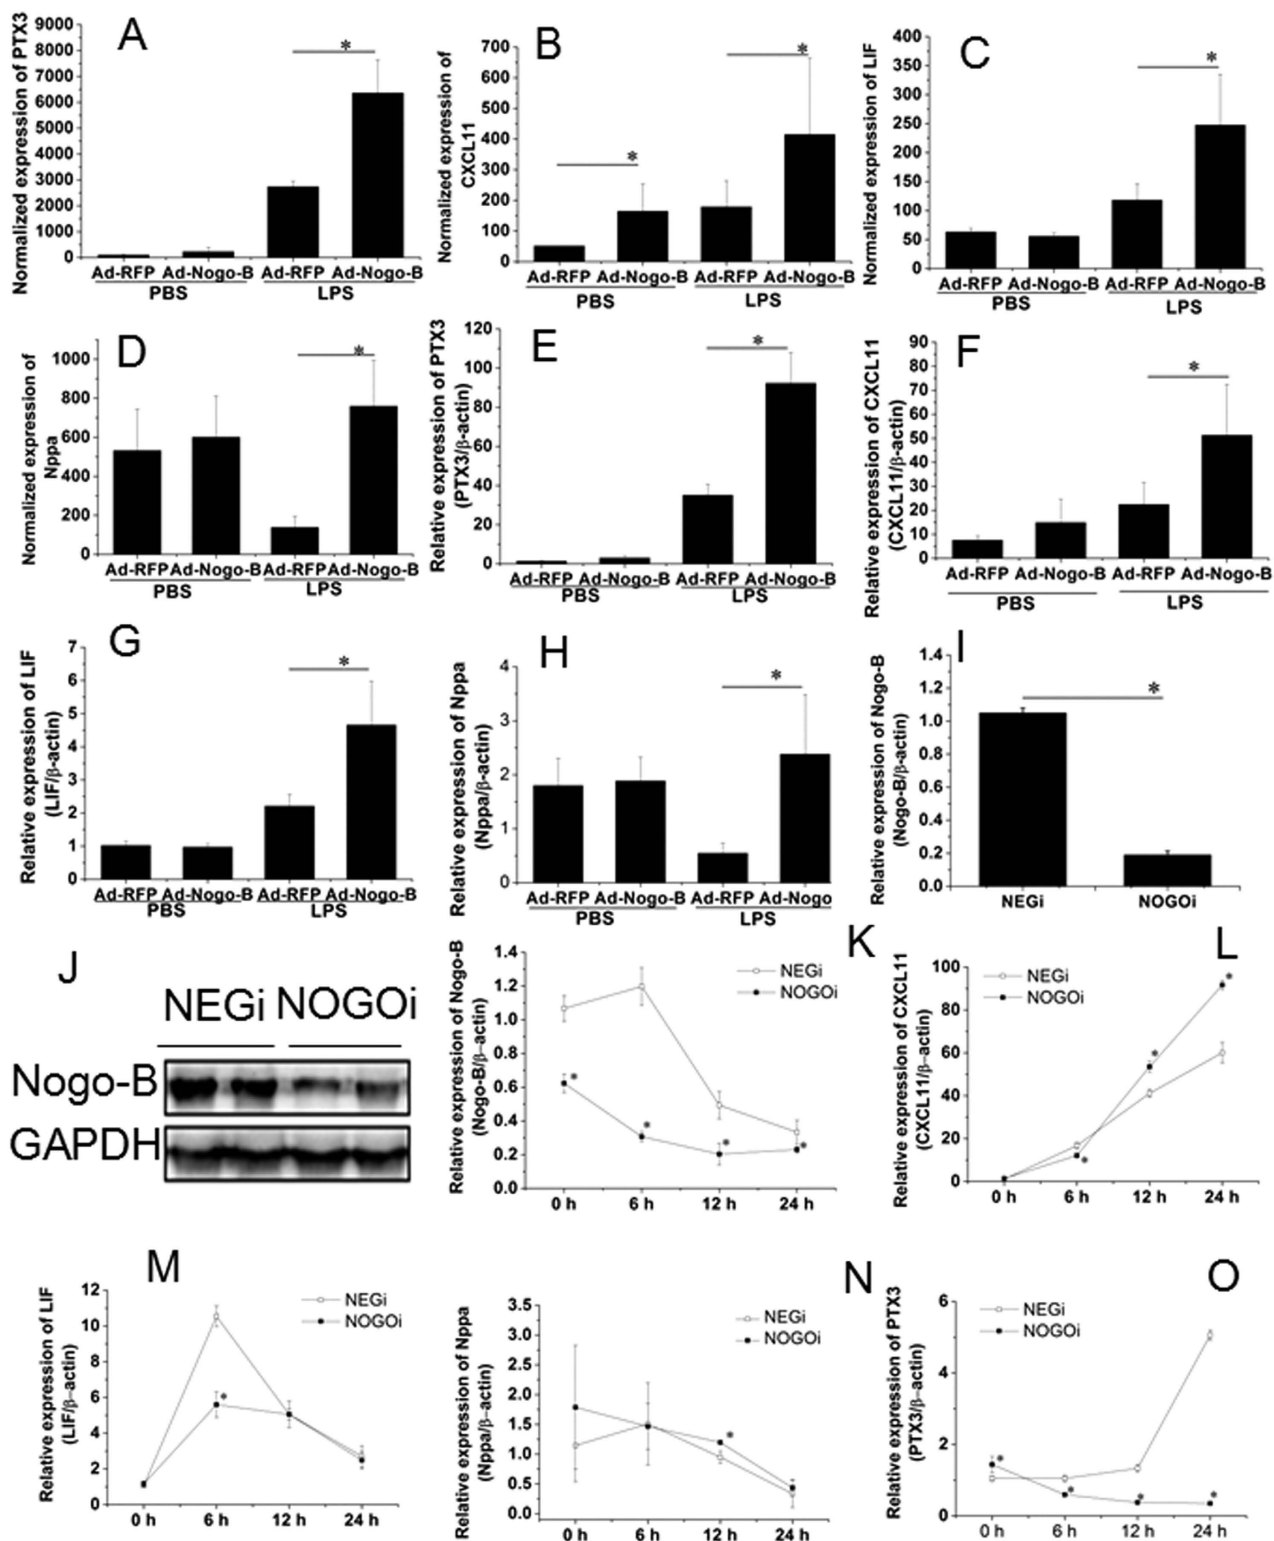 A
Normalized expression of PTX3
9000
8000
7000
6000
5000
4000
3000
2000
1000
0
*
Ad-RFP Ad-Nogo-B Ad-RFP Ad-Nogo-B
PBS LPS
B
Normalized expression of
CXCL11
700
600
500
400
300
200
100
0
* *
Ad-RFP Ad-Nogo-B Ad-RFP Ad-Nogo-B
PBS LPS
C
Normalized expression of LIF
400
350
300
250
200
150
100
50
0
*
Ad-RFP Ad-Nogo-B Ad-RFP Ad-Nogo-B
PBS LPS
D
Normalized expression of
Nppa
1000
800
600
400
200
0
*
Ad-RFP Ad-Nogo-B Ad-RFP Ad-Nogo-B
PBS LPS
E
Relative expression of PTX3
(PTX3/β-actin)
120
100
80
60
40
20
0
*
Ad-RFP Ad-Nogo-B Ad-RFP Ad-Nogo-B
PBS LPS
F
Relative expression of CXCL11
(CXCL11/β-actin)
90
80
70
60
50
40
30
20
10
0
*
Ad-RFP Ad-Nogo-B Ad-RFP Ad-Nogo-B
PBS LPS
G
Relative expression of LIF
(LIF/β-actin)
7
6
5
4
3
2
1
0
*
Ad-RFP Ad-Nogo-B Ad-RFP Ad-Nogo-B
PBS LPS
H
Relative expression of Nppa
(Nppa/β-actin)
4
3
2
1
0
*
Ad-RFP Ad-Nogo-B Ad-RFP Ad-Nogo
PBS LPS
I
Relative expression of Nogo-B
(Nogo-B/β-actin)
1.4
1.2
1.0
0.8
0.6
0.4
0.2
0.0
*
NEGi NOGOi
J
NEGi NOGOi
Nogo-B
GAPDH
K
Relative expression of Nogo-B
(Nogo-B/β-actin)
1.4
1.2
1.0
0.8
0.6
0.4
0.2
0.0
NEGi
NOGOi
* * * *
0 h 6 h 12 h 24 h
L
Relative expression of CXCL11
(CXCL11/β-actin)
100
80
60
40
20
0
NEGi
NOGOi
* * *
0 h 6 h 12 h 24 h
M
Relative expression of LIF
(LIF/β-actin)
12
10
8
6
4
2
0
NEGi
NOGOi
*
0 h 6 h 12 h 24 h
N
Relative expression of Nppa
(Nppa/β-actin)
3.5
3.0
2.5
2.0
1.5
1.0
0.5
0.0
NEGi
NOGOi
*
0 h 6 h 12 h 24 h
O
Relative expression of PTX3
(PTX3/β-actin)
6
4
2
0
NEGi
NOGOi
* * * *
0 h 6 h 12 h 24 h